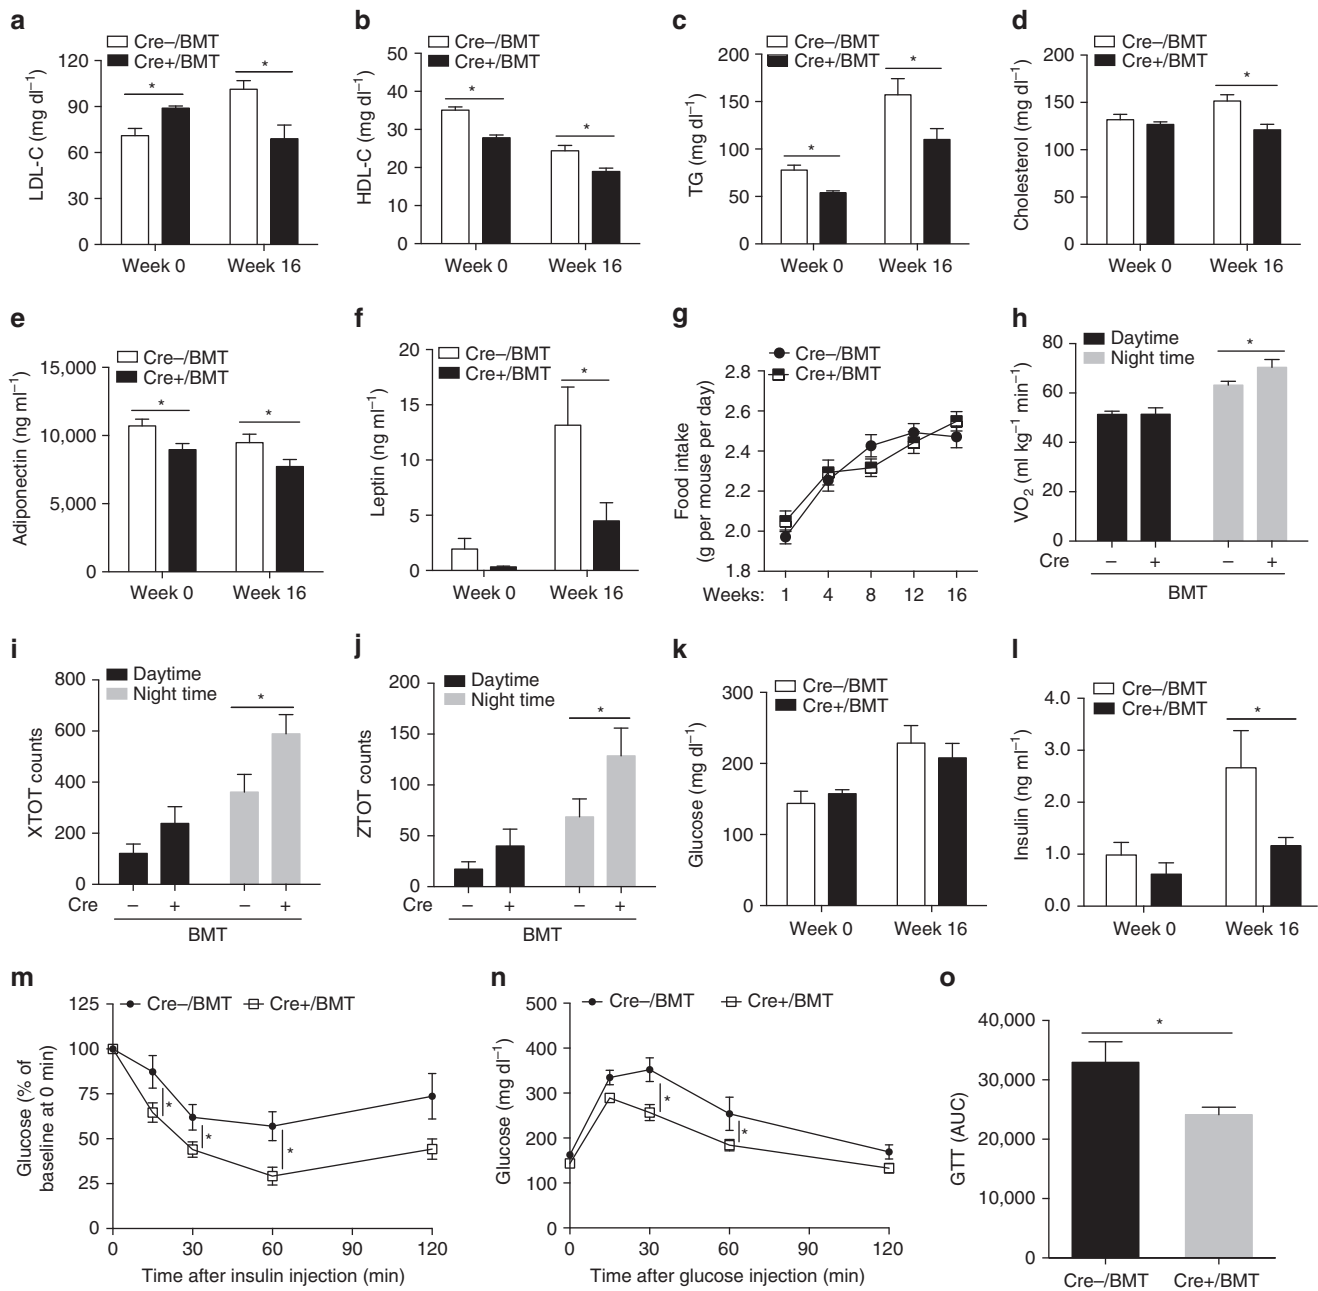 a
Cre–/BMT
Cre+/BMT
LDL-C (mg dl–1)
120
90
60
30
0
*
*
Week 0
Week 16
b
Cre–/BMT
Cre+/BMT
HDL-C (mg dl–1)
50
40
30
20
10
0
*
*
Week 0
Week 16
c
Cre–/BMT
Cre+/BMT
TG (mg dl–1)
200
150
100
50
0
*
*
Week 0
Week 16
d
Cre–/BMT
Cre+/BMT
Cholesterol (mg dl–1)
200
150
100
50
0
*
Week 0
Week 16
e
Cre–/BMT
Cre+/BMT
Adiponectin (ng ml–1)
15,000
10,000
5,000
0
*
*
Week 0
Week 16
f
Cre–/BMT
Cre+/BMT
Leptin (ng ml–1)
20
15
10
5
0
*
Week 0
Week 16
g
Cre–/BMT
Cre+/BMT
Food intake
(g per mouse per day)
2.8
2.6
2.4
2.2
2.0
1.8
Weeks: 1 4 8 12 16
h
Daytime
Night time
VO2 (ml kg–1 min–1)
80
60
40
20
0
*
Cre – + – +
BMT
i
Daytime
Night time
XTOT counts
800
600
400
200
0
*
Cre – + – +
BMT
j
Daytime
Night time
ZTOT counts
200
150
100
50
0
*
Cre – + – +
BMT
k
Cre–/BMT
Cre+/BMT
Glucose (mg dl–1)
300
200
100
0
Week 0
Week 16
l
Cre–/BMT
Cre+/BMT
Insulin (ng ml–1)
4.0
3.0
2.0
1.0
0.0
*
Week 0
Week 16
m
Cre–/BMT
Cre+/BMT
Glucose (% of
baseline at 0 min)
125
100
75
50
25
0
*
*
*
0 30 60 90 120
Time after insulin injection (min)
n
Cre–/BMT
Cre+/BMT
Glucose (mg dl–1)
500
400
300
200
100
0
*
*
0 30 60 90 120
Time after glucose injection (min)
o
GTT (AUC)
40,000
30,000
20,000
10,000
0
*
Cre–/BMT
Cre+/BMT